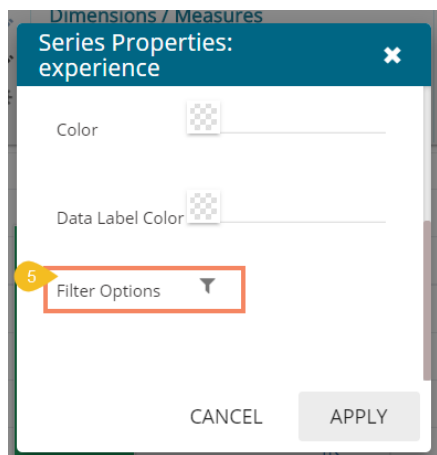 Dimensions / Measures
Series Properties:
experience
Color
Data Label Color
5
Filter Options
CANCEL
APPLY